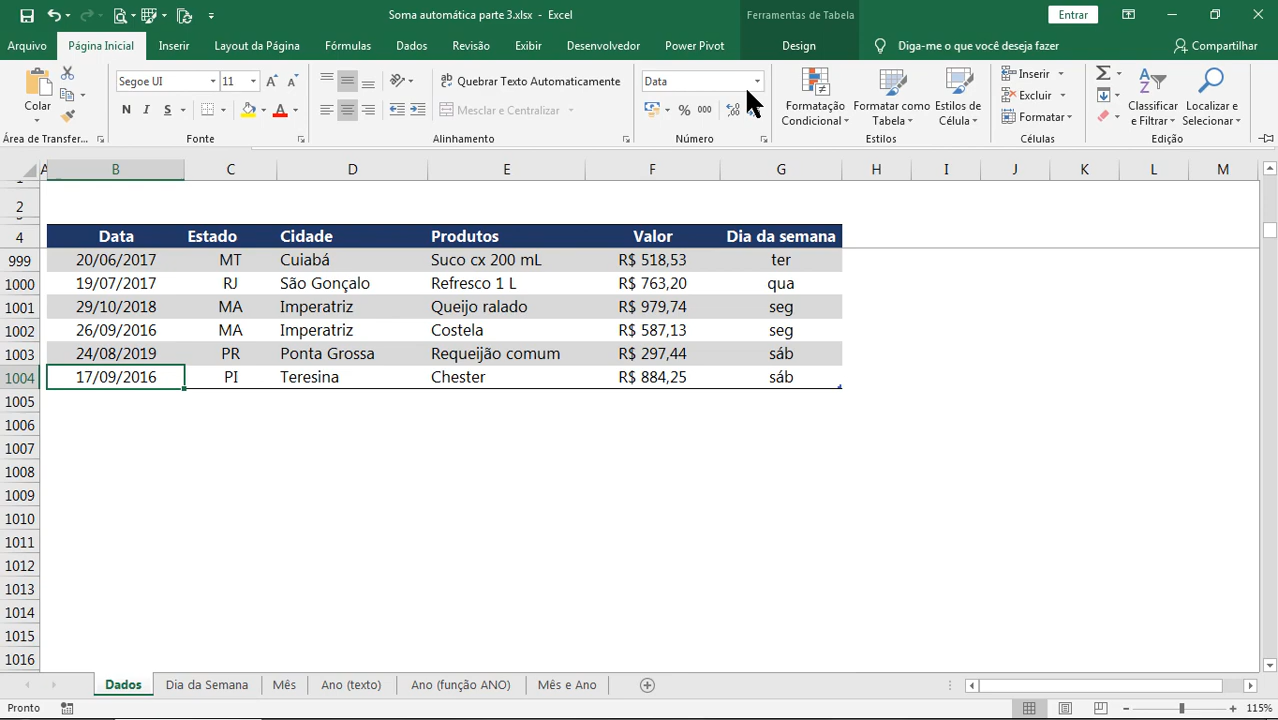 Soma automática parte 3.xlsx - Excel
Ferramentas de Tabela
Entrar
Arquivo Página Inicial Inserir Layout da Página Fórmulas Dados Revisão Exibir Desenvolvedor Power Pivot Design Diga-me o que você deseja fazer Compartilhar
Colar
Segoe UI 11
Quebrar Texto Automaticamente
Data
N I S
Mesclar e Centralizar
% 000
Formatação Condicional
Formatar como Tabela
Estilos de Célula
Inserir
Excluir
Formatar
Classificar e Filtrar
Localizar e Selecionar
Área de Transfer... Fonte Alinhamento Número Estilos Células Edição
A B C D E F G H I J K L M
2
4 Data Estado Cidade Produtos Valor Dia da semana
999 20/06/2017 MT Cuiabá Suco cx 200 mL R$ 518,53 ter
1000 19/07/2017 RJ São Gonçalo Refresco 1 L R$ 763,20 qua
1001 29/10/2018 MA Imperatriz Queijo ralado R$ 979,74 seg
1002 26/09/2016 MA Imperatriz Costela R$ 587,13 seg
1003 24/08/2019 PR Ponta Grossa Requeijão comum R$ 297,44 sáb
1004 17/09/2016 PI Teresina Chester R$ 884,25 sáb
1005
1006
1007
1008
1009
1010
1011
1012
1013
1014
1015
1016
Dados Dia da Semana Mês Ano (texto) Ano (função ANO) Mês e Ano
Pronto
115%